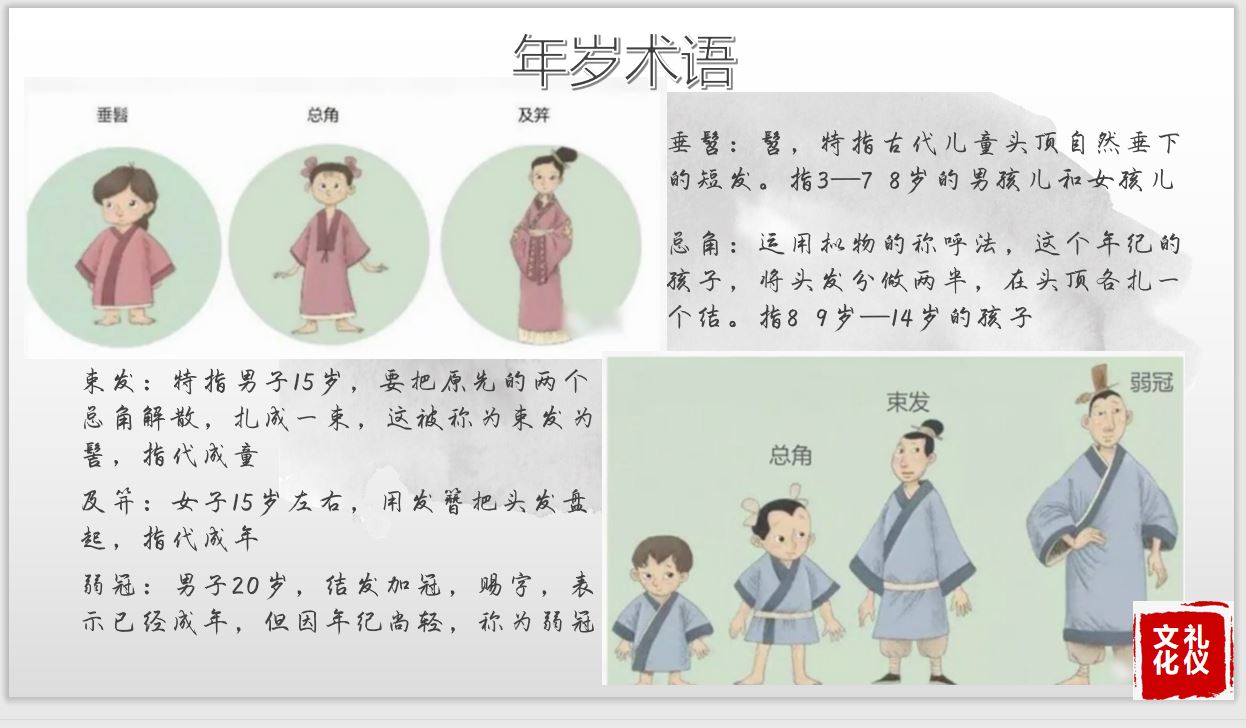 年岁术语
垂髫
总角
及笄
垂髫：髫，特指古代儿童头顶自然垂下
的短发。指3—7 8岁的男孩儿和女孩儿
总角：运用拟物的称呼法，这个年纪的
孩子，将头发分做两半，在头顶各扎一
个结。指8 9岁—14岁的孩子
束发：特指男子15岁，要把原先的两个
总角解散，扎成一束，这被称为束发为
髻，指代成童
及笄：女子15岁左右，用发簪把头发盘
起，指代成年
弱冠：男子20岁，结发加冠，赐字，表
示已经成年，但因年纪尚轻，称为弱冠
总角
束发
弱冠
礼仪
文化